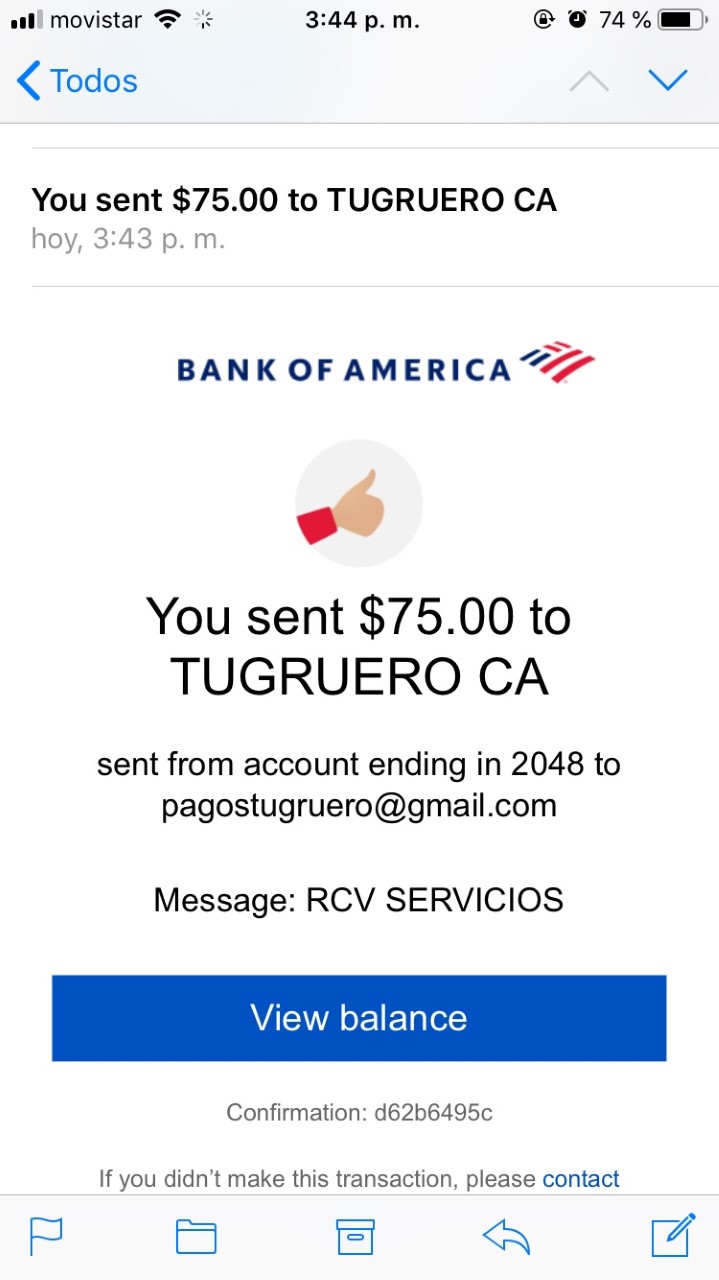 movistar 3:44 p. m. 74 %
Todos
You sent $75.00 to TUGRUERO CA
hoy, 3:43 p. m.
BANK OF AMERICA
You sent $75.00 to
TUGRUERO CA
sent from account ending in 2048 to
pagostugruero@gmail.com
Message: RCV SERVICIOS
View balance
Confirmation: d62b6495c
If you didn't make this transaction, please contact